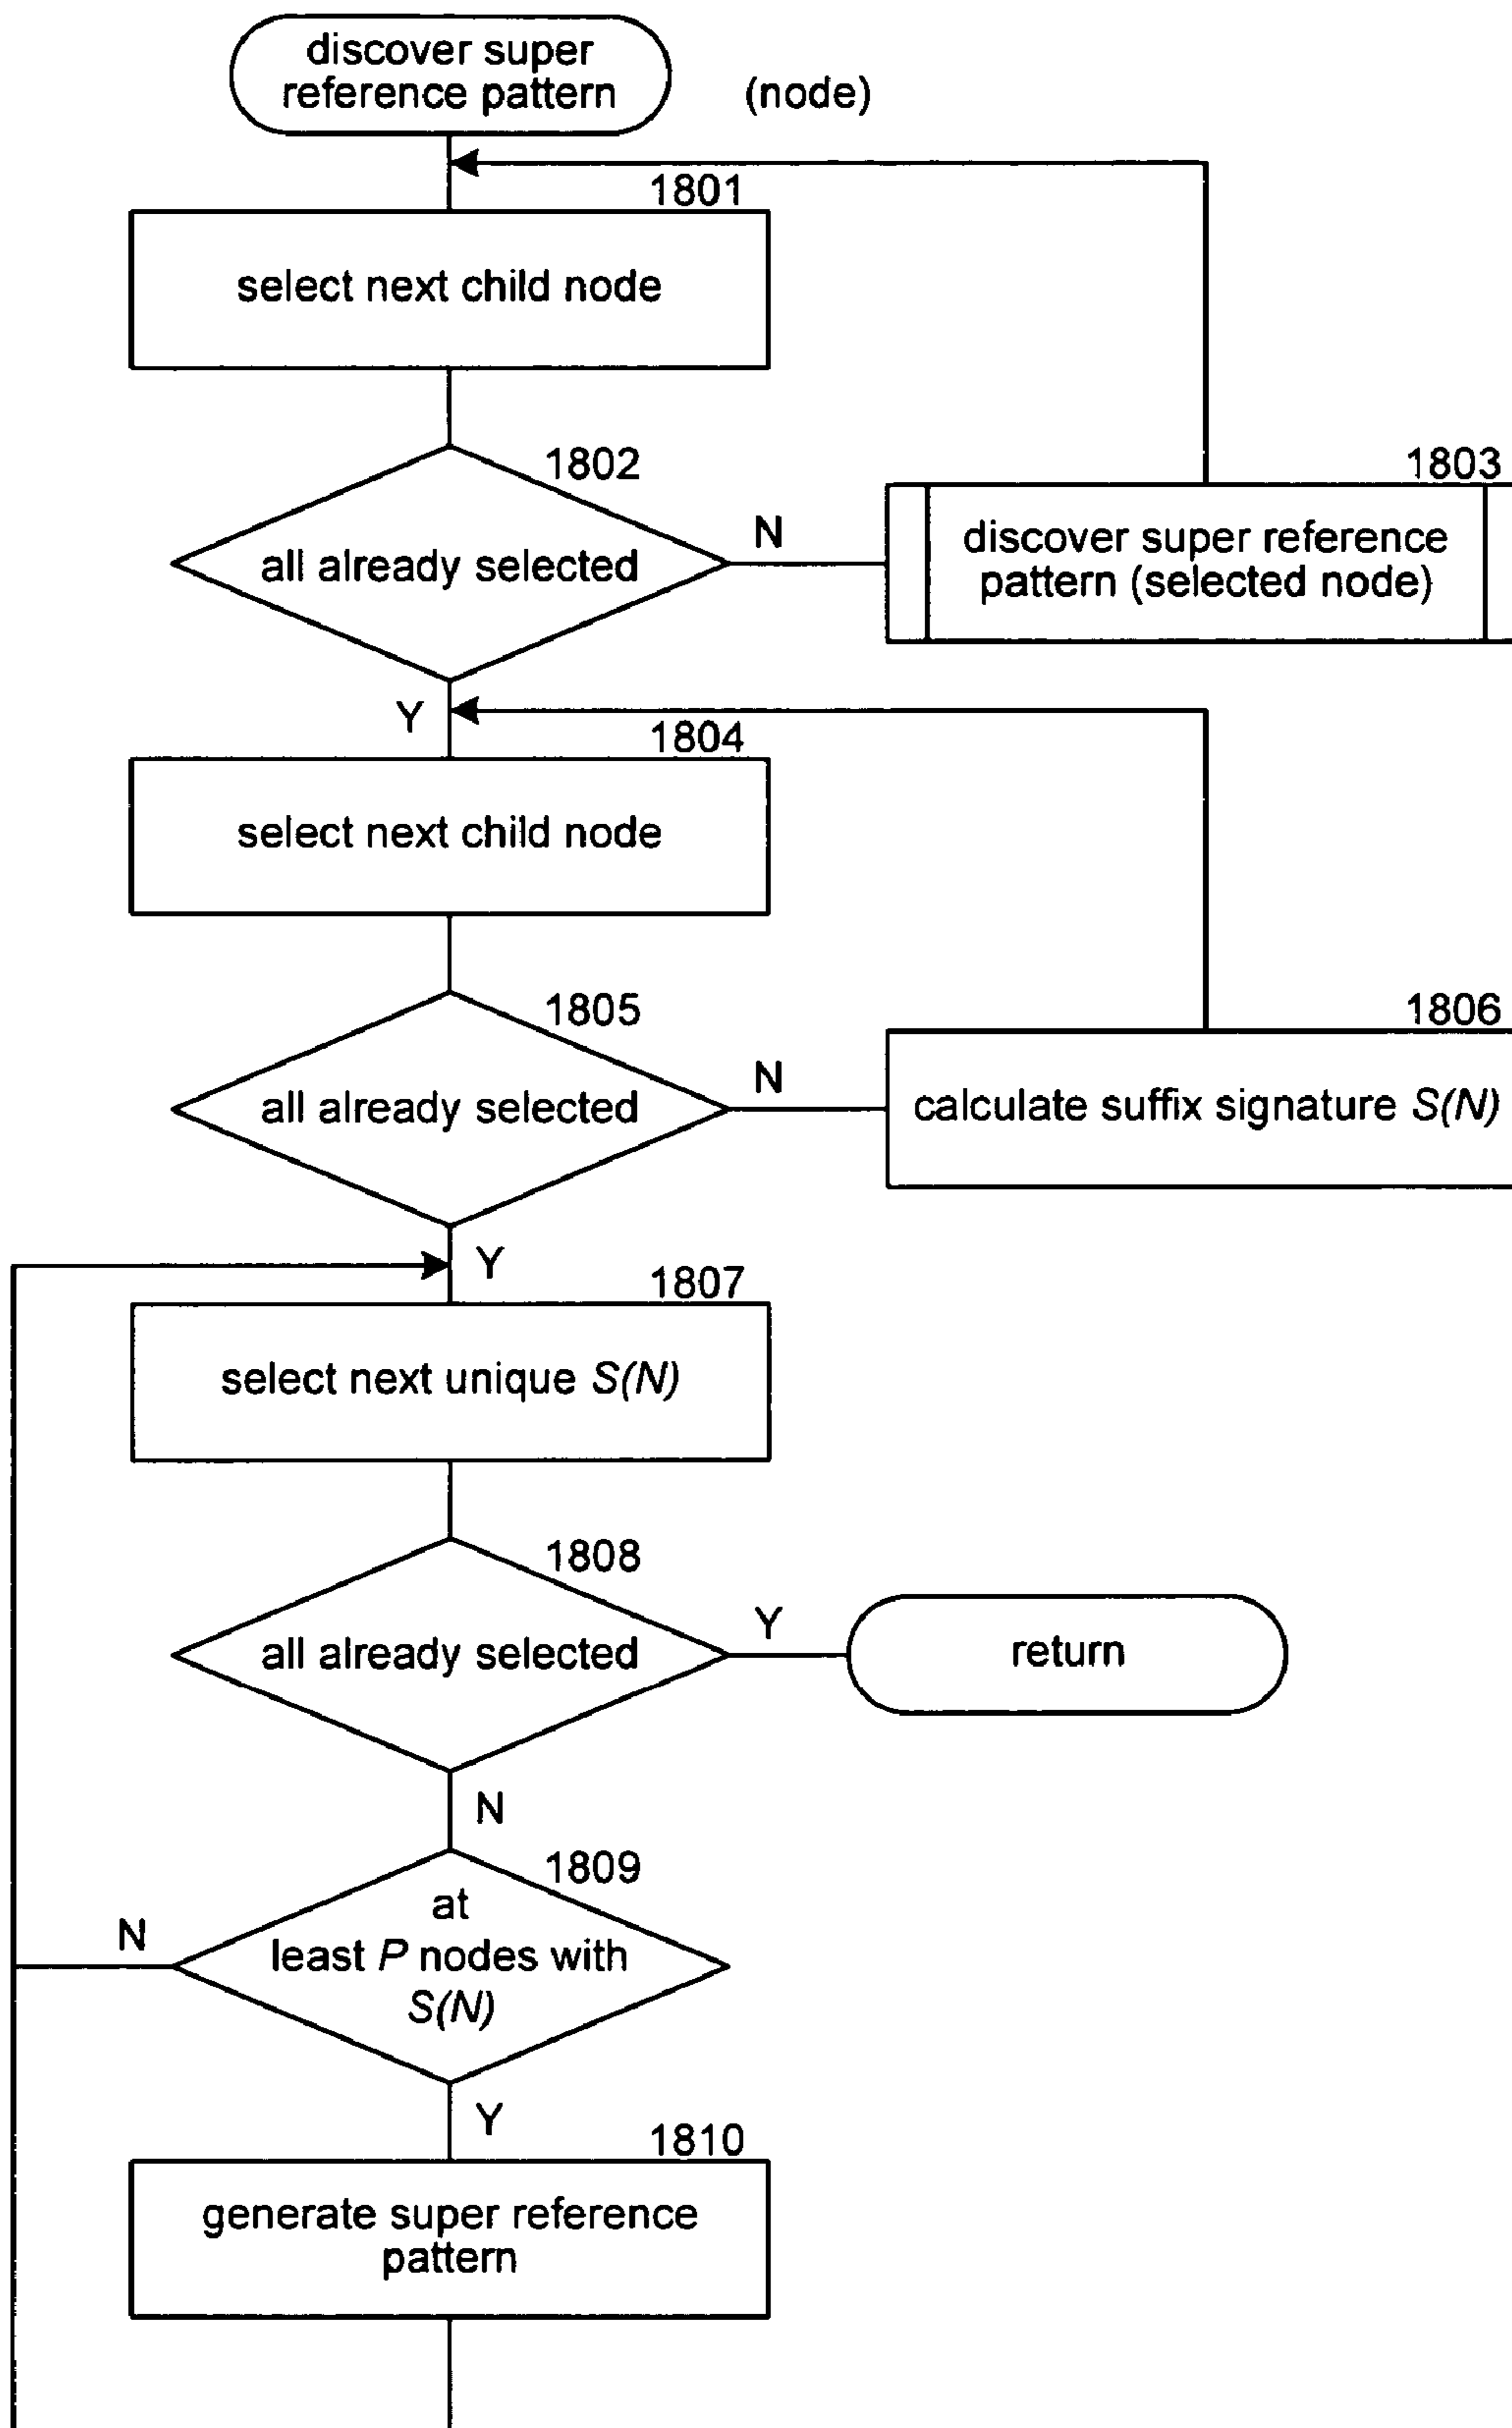 discover super
reference pattern
(node)
1801
select next child node
1802
all already selected
N
1803
discover super reference
pattern (selected node)
Y
1804
select next child node
1805
all already selected
N
1806
calculate suffix signature S(N)
Y
1807
select next unique S(N)
1808
all already selected
Y
return
N
1809
at
least P nodes with
S(N)
N
Y
1810
generate super reference
pattern